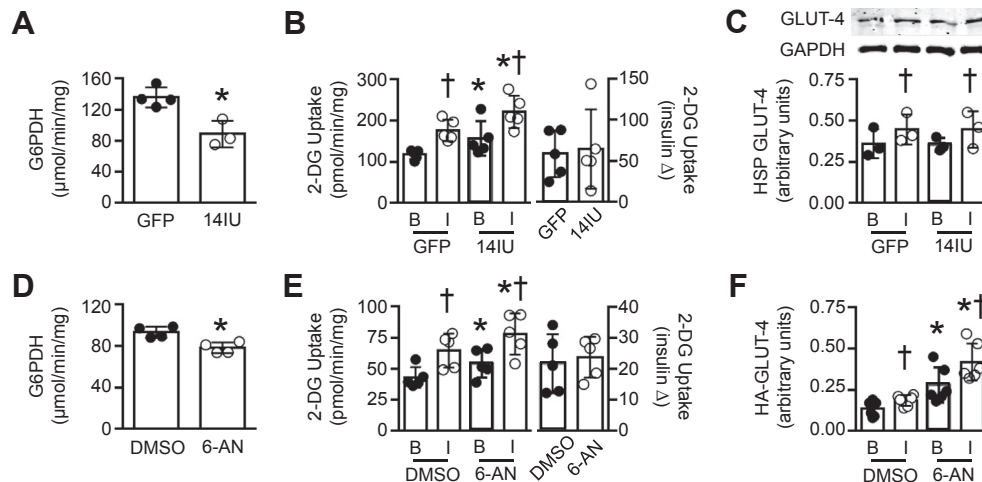 A
G6PDH
(µmol/min/mg)
160
120
80
40
0
*
GFP 14IU
B
2-DG Uptake
(pmol/min/mg)
300
200
100
0
† * *†
B I B I
GFP 14IU
150
100
50
0
2-DG Uptake
(insulin Δ)
GFP 14IU
C
GLUT-4
GAPDH
HSP GLUT-4
(arbitrary units)
0.75
0.50
0.25
0.00
† †
B I B I
GFP 14IU
D
G6PDH
(µmol/min/mg)
120
80
40
0
*
DMSO 6-AN
E
2-DG Uptake
(pmol/min/mg)
100
75
50
25
0
† * *†
B I B I
DMSO 6-AN
40
30
20
10
0
2-DG Uptake
(insulin Δ)
DMSO 6-AN
F
HA-GLUT-4
(arbitrary units)
0.75
0.50
0.25
0.00
† * *†
B I B I
DMSO 6-AN